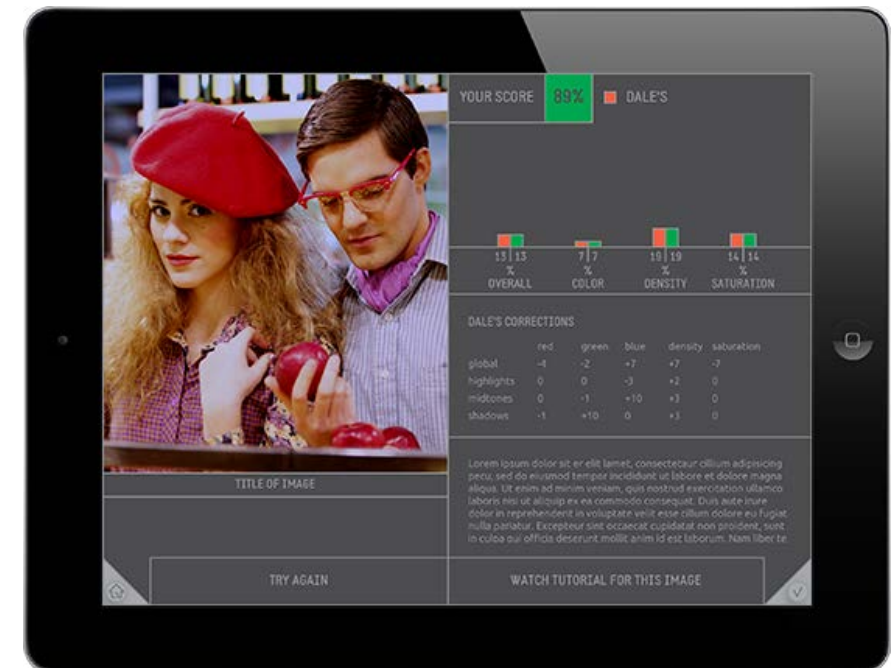 YOUR SCORE 89% DALE'S
13 | 13 7 | 7 19 | 19 14 | 14
% % % %
OVERALL COLOR DENSITY SATURATION
DALE'S CORRECTIONS
red green blue density saturation
global -4 -2 +7 +7 -7
highlights 0 0 -3 +2 0
midtones 0 -1 +10 +3 0
shadows -1 +10 0 +3 0
Lorem ipsum dolor sit er elit lamet, consectetaur cillium adipisicing
pecu, sed do eiusmod tempor incididunt ut labore et dolore magna
aliqua. Ut enim ad minim veniam, quis nostrud exercitation ullamco
laboris nisi ut aliquip ex ea commodo consequat. Duis aute irure
dolor in reprehenderit in voluptate velit esse cillum dolore eu fugiat
nulla pariatur. Excepteur sint occaecat cupidatat non proident, sunt
in culpa qui officia deserunt mollit anim id est laborum. Nam liber te
TITLE OF IMAGE
TRY AGAIN
WATCH TUTORIAL FOR THIS IMAGE